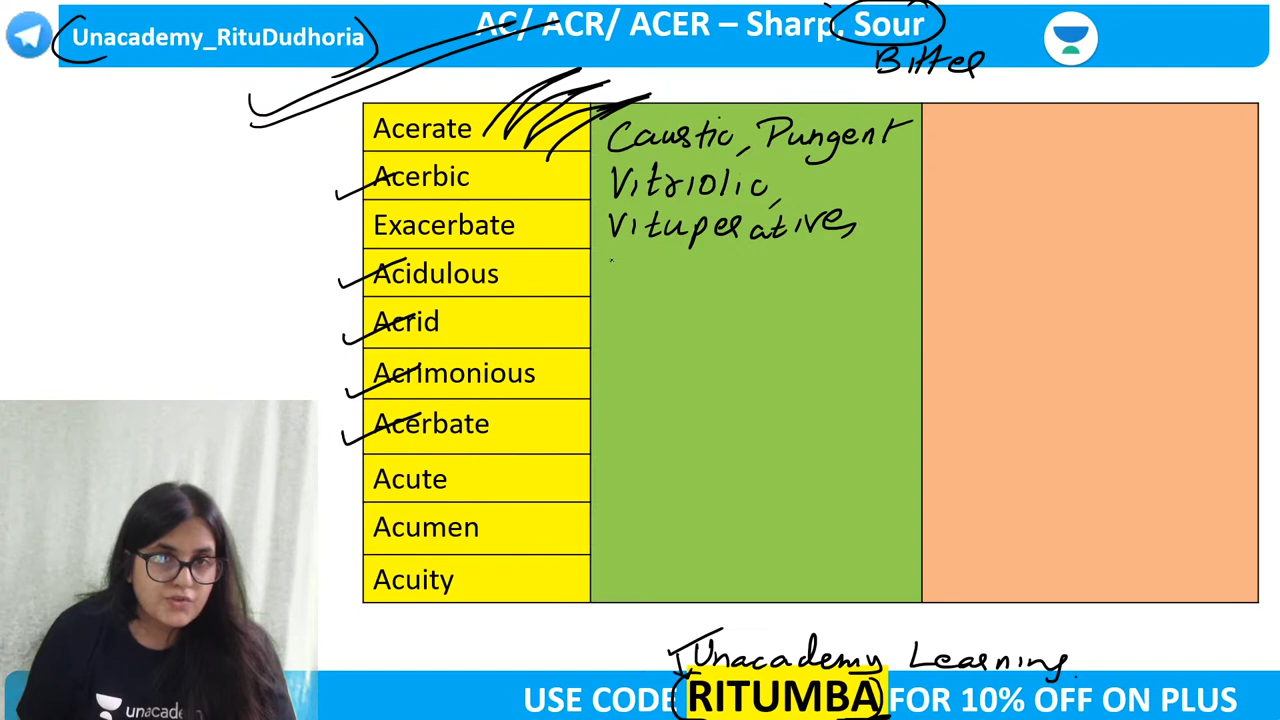 Unacademy_RituDudhoria
AC/ ACR/ ACER – Sharp, Sour
Bitter
Acerate
Caustic, Pungent
Acerbic
Vitriolic,
Exacerbate
Vituperative,
Acidulous
Acrid
Acrimonious
Acerbate
Acute
Acumen
Acuity
unacade
Unacademy Learning.
USE CODE RITUMBA FOR 10% OFF ON PLUS